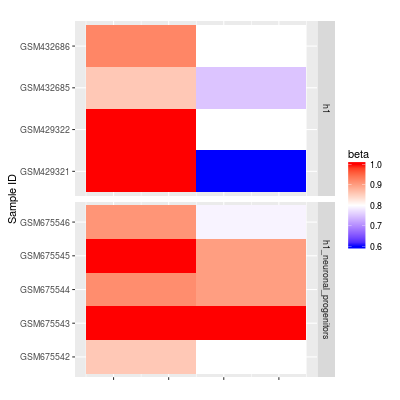 GSM432686
GSM432685
GSM429322
GSM429321
h1
GSM675546
GSM675545
GSM675544
GSM675543
GSM675542
h1_neuronal_progenitors
Sample ID
beta
1.0
0.9
0.8
0.7
0.6